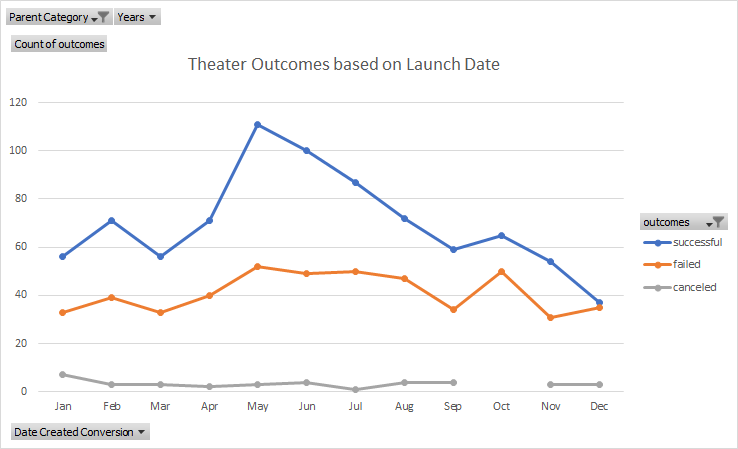 Parent Category Years
Count of outcomes
Theater Outcomes based on Launch Date
120
100
80
60
40
20
0
Jan Feb Mar Apr May Jun Jul Aug Sep Oct Nov Dec
outcomes
successful
failed
canceled
Date Created Conversion